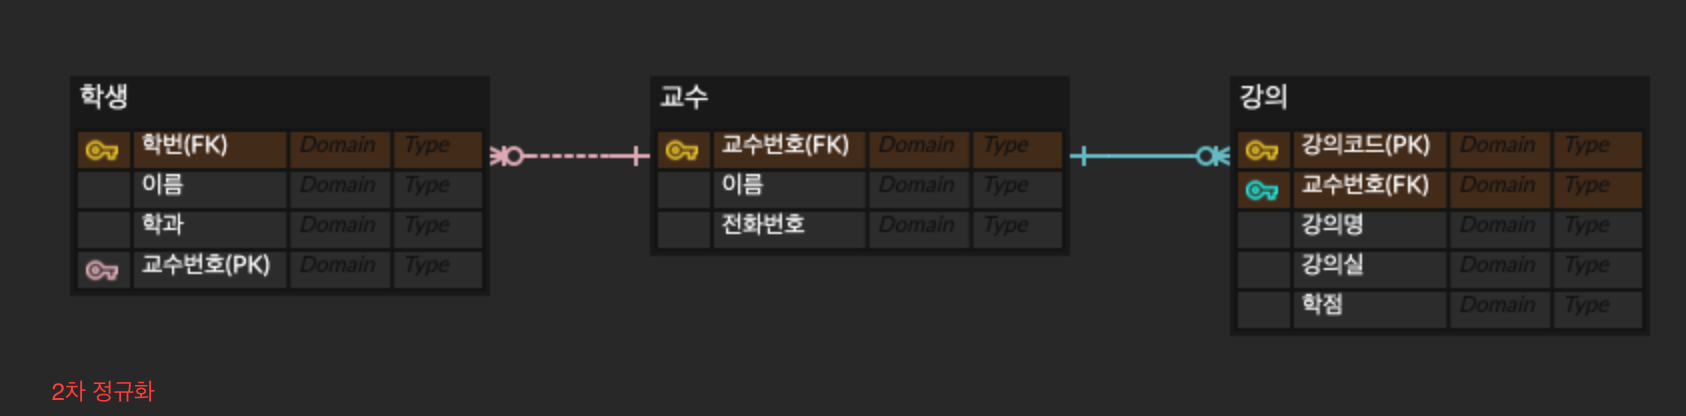 학생
학번(FK) Domain Type
이름 Domain Type
학과 Domain Type
교수번호(PK) Domain Type
교수
교수번호(FK) Domain Type
이름 Domain Type
전화번호 Domain Type
강의
강의코드(PK) Domain Type
교수번호(FK) Domain Type
강의명 Domain Type
강의실 Domain Type
학점 Domain Type
2차 정규화